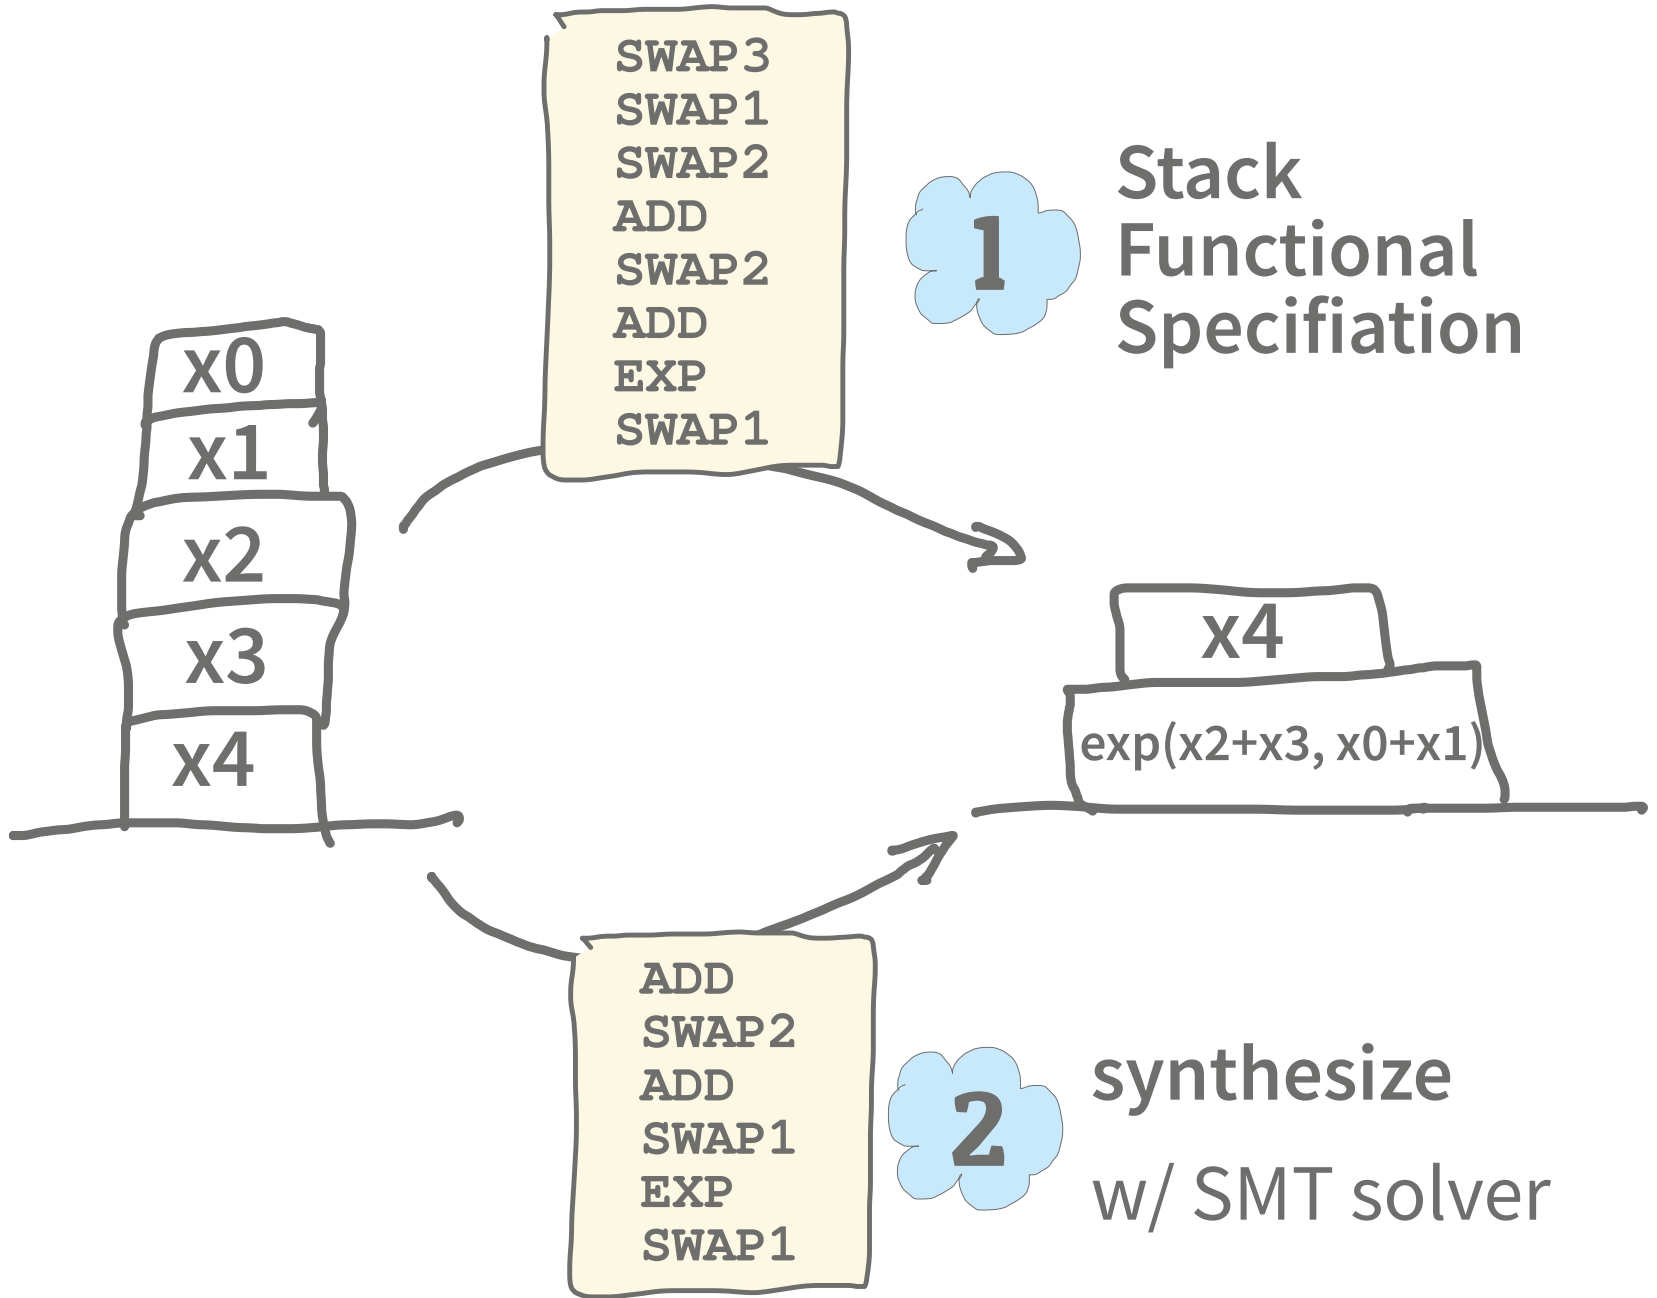 SWAP3
SWAP1
SWAP2
ADD
SWAP2
ADD
EXP
SWAP1
1
Stack
Functional
Specifiation
x0
x1
x2
x3
x4
x4
exp(x2+x3, x0+x1)
ADD
SWAP2
ADD
SWAP1
EXP
SWAP1
2
synthesize
w/ SMT solver